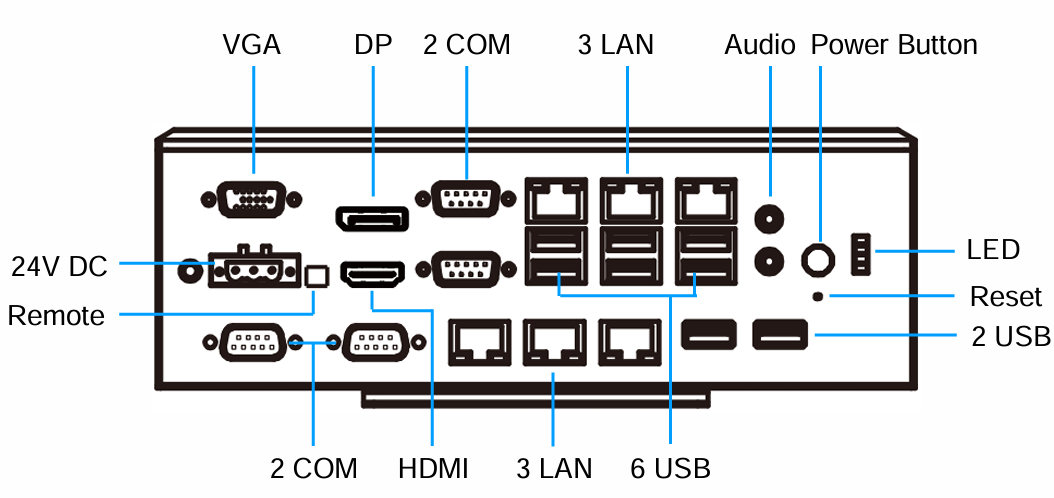 VGA
DP
2 COM
3 LAN
Audio
Power Button
24V DC
LED
Remote
Reset
2 USB
2 COM
HDMI
3 LAN
6 USB